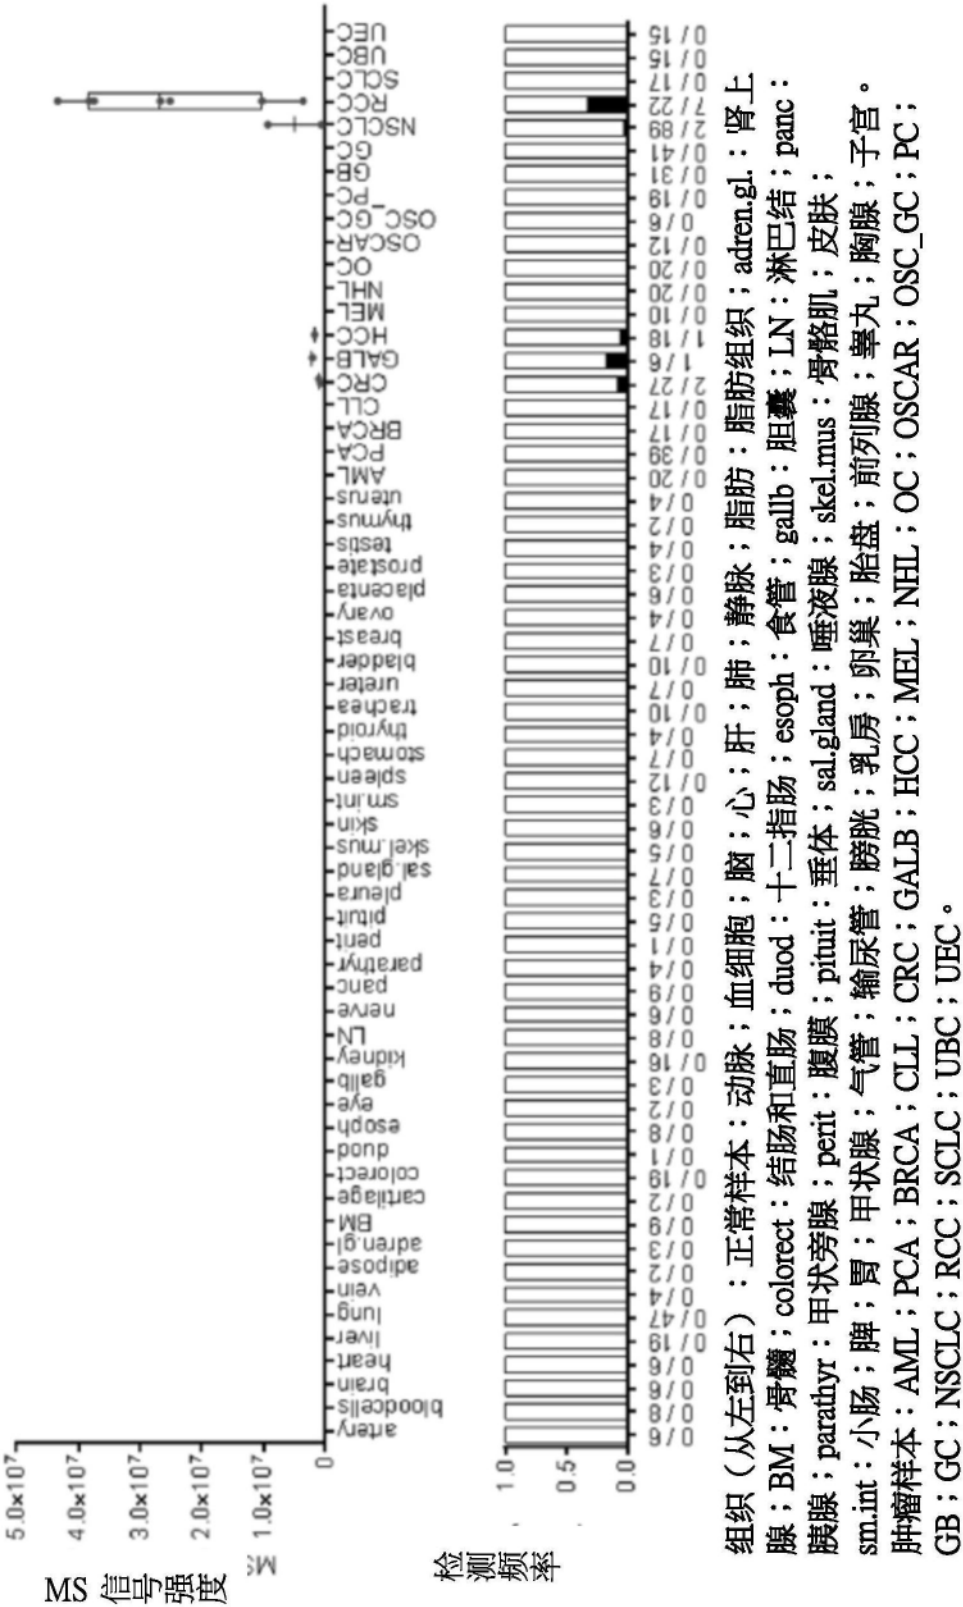 MS 信号强度
MS
5.0×10⁷
4.0×10⁷
3.0×10⁷
2.0×10⁷
1.0×10⁷
0
artery
bloodcells
brain
heart
liver
lung
vein
adipose
adren.gl
BM
cartilage
colorect
duod
esoph
eye
gallb
kidney
LN
nerve
panc
parathyr
perit
pituit
pleura
sal.gland
skel.mus
skin
sm.int
spleen
stomach
thyroid
trachea
ureter
bladder
breast
ovary
placenta
prostate
testis
thymus
uterus
AML
PCA
BRCA
CLL
CRC
GALB
HCC
MEL
NHL
OC
OSCAR
OSC_GC
PC
GB
GC
NSCLC
RCC
SCLC
UBC
UEC
检测频率
1.0
0.5
0.0
0 / 6
0 / 8
0 / 6
0 / 6
0 / 19
0 / 47
0 / 4
0 / 2
0 / 3
0 / 9
0 / 2
0 / 19
0 / 1
0 / 8
0 / 2
0 / 3
0 / 16
0 / 8
0 / 6
0 / 9
0 / 4
0 / 1
0 / 5
0 / 3
0 / 7
0 / 5
0 / 6
0 / 3
0 / 12
0 / 7
0 / 4
0 / 10
0 / 7
0 / 10
0 / 7
0 / 4
0 / 6
0 / 3
0 / 4
0 / 2
0 / 4
0 / 20
0 / 39
0 / 17
0 / 17
2 / 27
1 / 6
1 / 18
0 / 10
0 / 20
0 / 20
0 / 12
0 / 6
0 / 19
0 / 31
0 / 41
2 / 89
7 / 22
0 / 17
0 / 15
0 / 15
组织（从左到右）：正常样本：动脉；血细胞；脑；心；肝；肺；静脉；脂肪：脂肪组织；adren.gl.：肾上
腺；BM：骨髓；colorect：结肠和直肠；duod：十二指肠；esoph：食管；gallb：胆囊；LN：淋巴结；panc：
胰腺；parathyr：甲状旁腺；perit：腹膜；pituit：垂体；sal.gland：唾液腺；skel.mus：骨骼肌；皮肤；
sm.int：小肠；脾；胃；甲状腺；气管；输尿管；膀胱；乳房；卵巢；胎盘；前列腺；睾丸；胸腺；子宫。
肿瘤样本：AML；PCA；BRCA；CLL；CRC；GALB；HCC；MEL；NHL；OC；OSCAR；OSC_GC；PC；
GB；GC；NSCLC；RCC；SCLC；UBC；UEC。